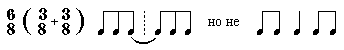 6/8 ( 3/8 + 3/8 ) но не